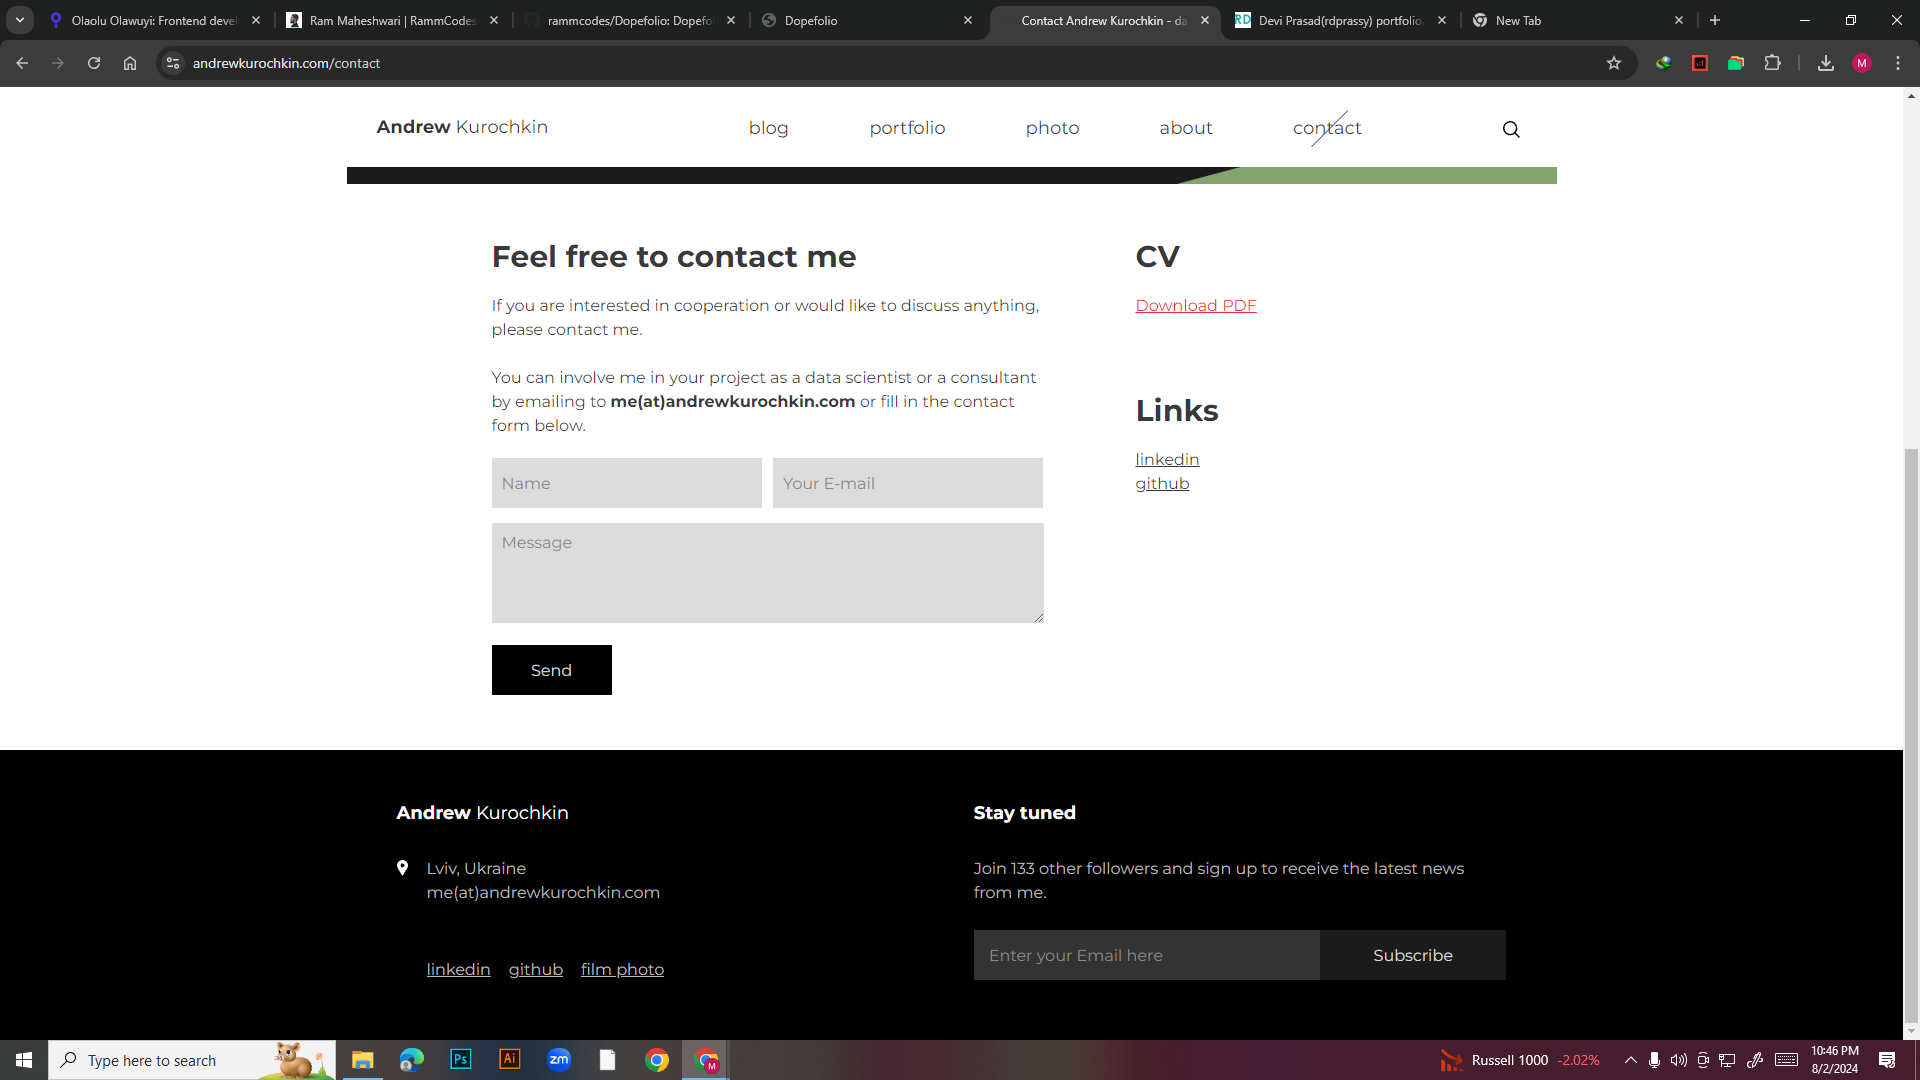 Olaolu Olawuyi: Frontend devel
Ram Maheshwari | RammCodes
rammcodes/Dopefolio: Dopefol
Dopefolio
Contact Andrew Kurochkin - da
Devi Prasad(rdprassy) portfolio.
New Tab
andrewkurochkin.com/contact
M
Andrew Kurochkin
blog
portfolio
photo
about
contact
Feel free to contact me
If you are interested in cooperation or would like to discuss anything,
please contact me.
You can involve me in your project as a data scientist or a consultant
by emailing to me(at)andrewkurochkin.com or fill in the contact
form below.
Name
Your E-mail
Message
Send
CV
Download PDF
Links
linkedin
github
Andrew Kurochkin
Lviv, Ukraine
me(at)andrewkurochkin.com
linkedin github film photo
Stay tuned
Join 133 other followers and sign up to receive the latest news
from me.
Enter your Email here
Subscribe
Type here to search
Ps
Ai
zm
M
Russell 1000 -2.02%
10:46 PM
8/2/2024